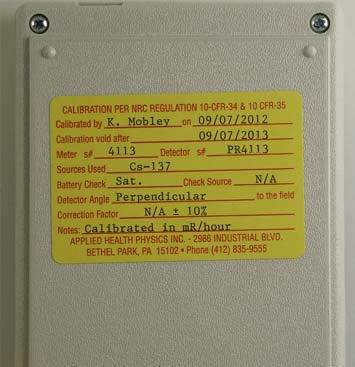 CALIBRATION PER NRC REGULATION 10-CFR-34 & 10 CFR-35
Calibrated by K. Mobley on 09/07/2012
Calibration void after 09/07/2013
Meter s# 4113 Detector s# PR4113
Sources Used Cs-137
Battery Check Sat. Check Source N/A
Detector Angle Perpendicular to the field
Correction Factor N/A ± 10%
Notes: Calibrated in mR/hour
APPLIED HEALTH PHYSICS INC. - 2986 INDUSTRIAL BLVD.
BETHEL PARK, PA 15102 • Phone (412) 835-9555